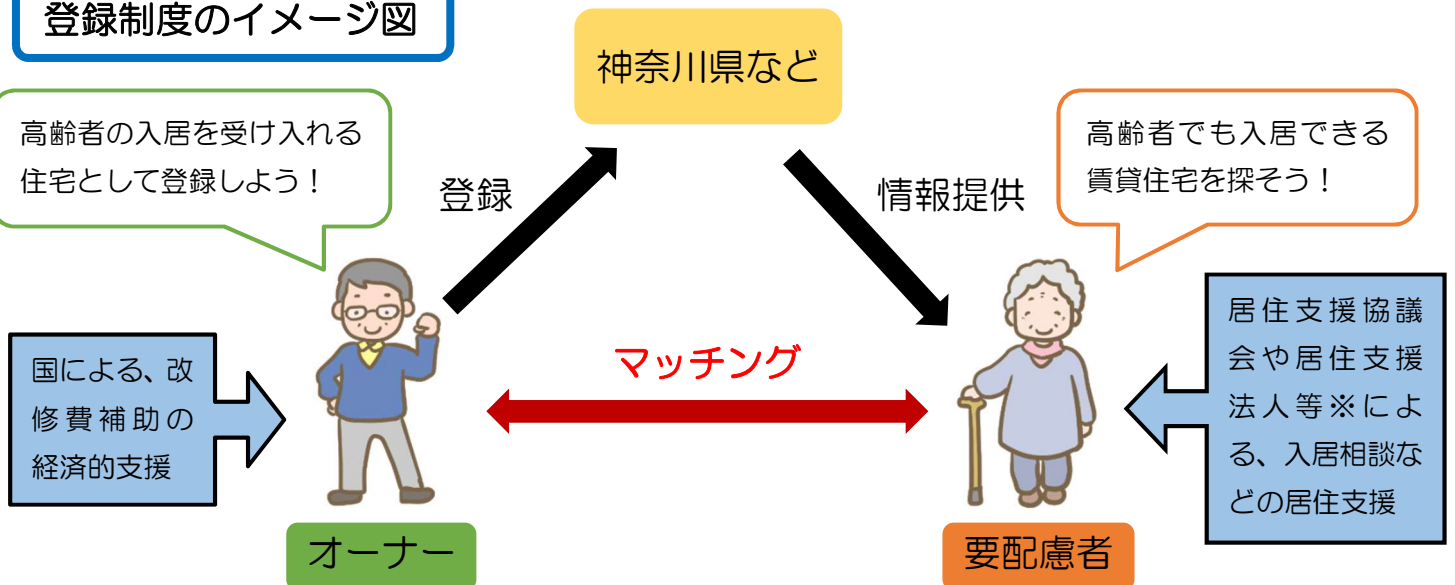 登録制度のイメージ図
神奈川県など
高齢者の入居を受け入れる
住宅として登録しよう！
高齢者でも入居できる
賃貸住宅を探そう！
登録
情報提供
国による、改
修費補助の
経済的支援
マッチング
居住支援協議
会や居住支援
法人等※によ
る、入居相談な
どの居住支援
オーナー
要配慮者